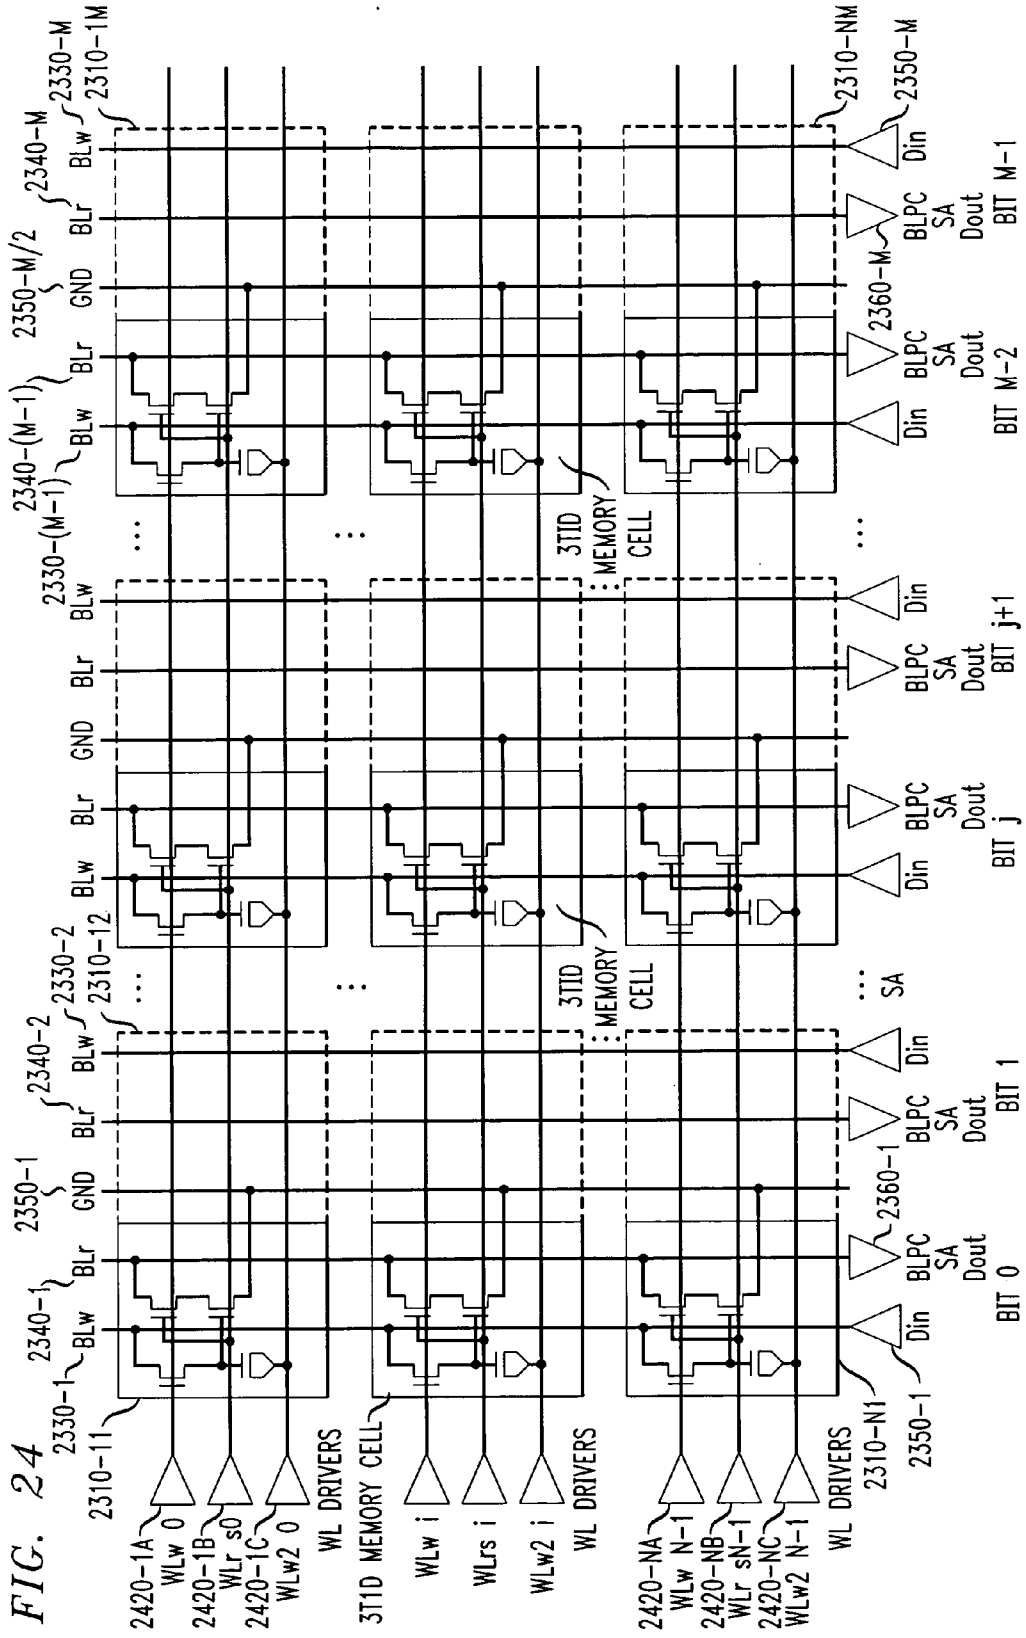 FIG. 24
2330-1
2340-1
2350-1
2340-2
2330-2
2310-12
2330-(M-1)
2340-(M-1)
2350-M/2
2340-M
2330-M
2310-1M
2310-11
BLw
BLr
GND
BLr
BLw
...
BLw
BLr
GND
BLr
BLw
...
BLw
BLr
GND
BLr
BLw
2420-1A
WLw 0
2420-1B
WLr s0
2420-1C
WLw2 0
WL DRIVERS
...
...
3T1D MEMORY CELL
WLw i
WLrs i
WLw2 i
WL DRIVERS
3TID
MEMORY
CELL
...
3TID
MEMORY
CELL
...
2420-NA
WLw N-1
2420-NB
WLr sN-1
2420-NC
WLw2 N-1
WL DRIVERS
2310-N1
2350-1
2360-1
2360-M
2310-NM
2350-M
Din
BLPC
SA
Dout
BIT 0
BLPC
SA
Dout
Din
BIT 1
...
SA
Din
BLPC
SA
Dout
BIT j
BLPC
SA
Dout
Din
BIT j+1
...
Din
BLPC
SA
Dout
BIT M-2
BLPC
SA
Dout
Din
BIT M-1